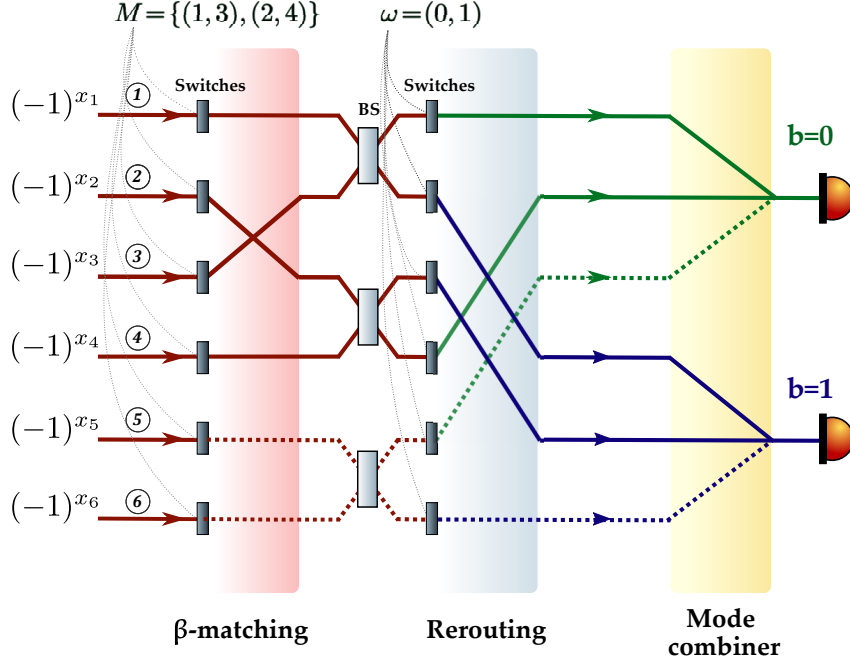 M={(1,3),(2,4)}
ω=(0,1)
Switches
BS
Switches
(-1)^{x_1} 1
b=0
(-1)^{x_2} 2
(-1)^{x_3} 3
(-1)^{x_4} 4
b=1
(-1)^{x_5} 5
(-1)^{x_6} 6
β-matching
Rerouting
Mode
combiner